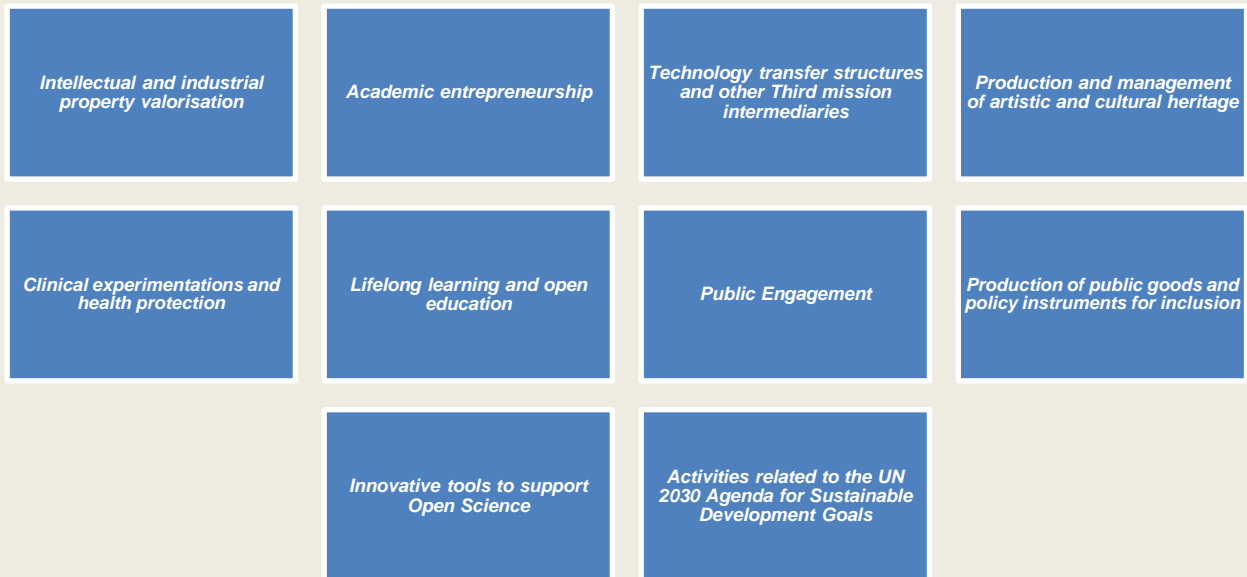 Intellectual and industrial
property valorisation
Academic entrepreneurship
Technology transfer structures
and other Third mission
intermediaries
Production and management
of artistic and cultural heritage
Clinical experimentations and
health protection
Lifelong learning and open
education
Public Engagement
Production of public goods and
policy instruments for inclusion
Innovative tools to support
Open Science
Activities related to the UN
2030 Agenda for Sustainable
Development Goals